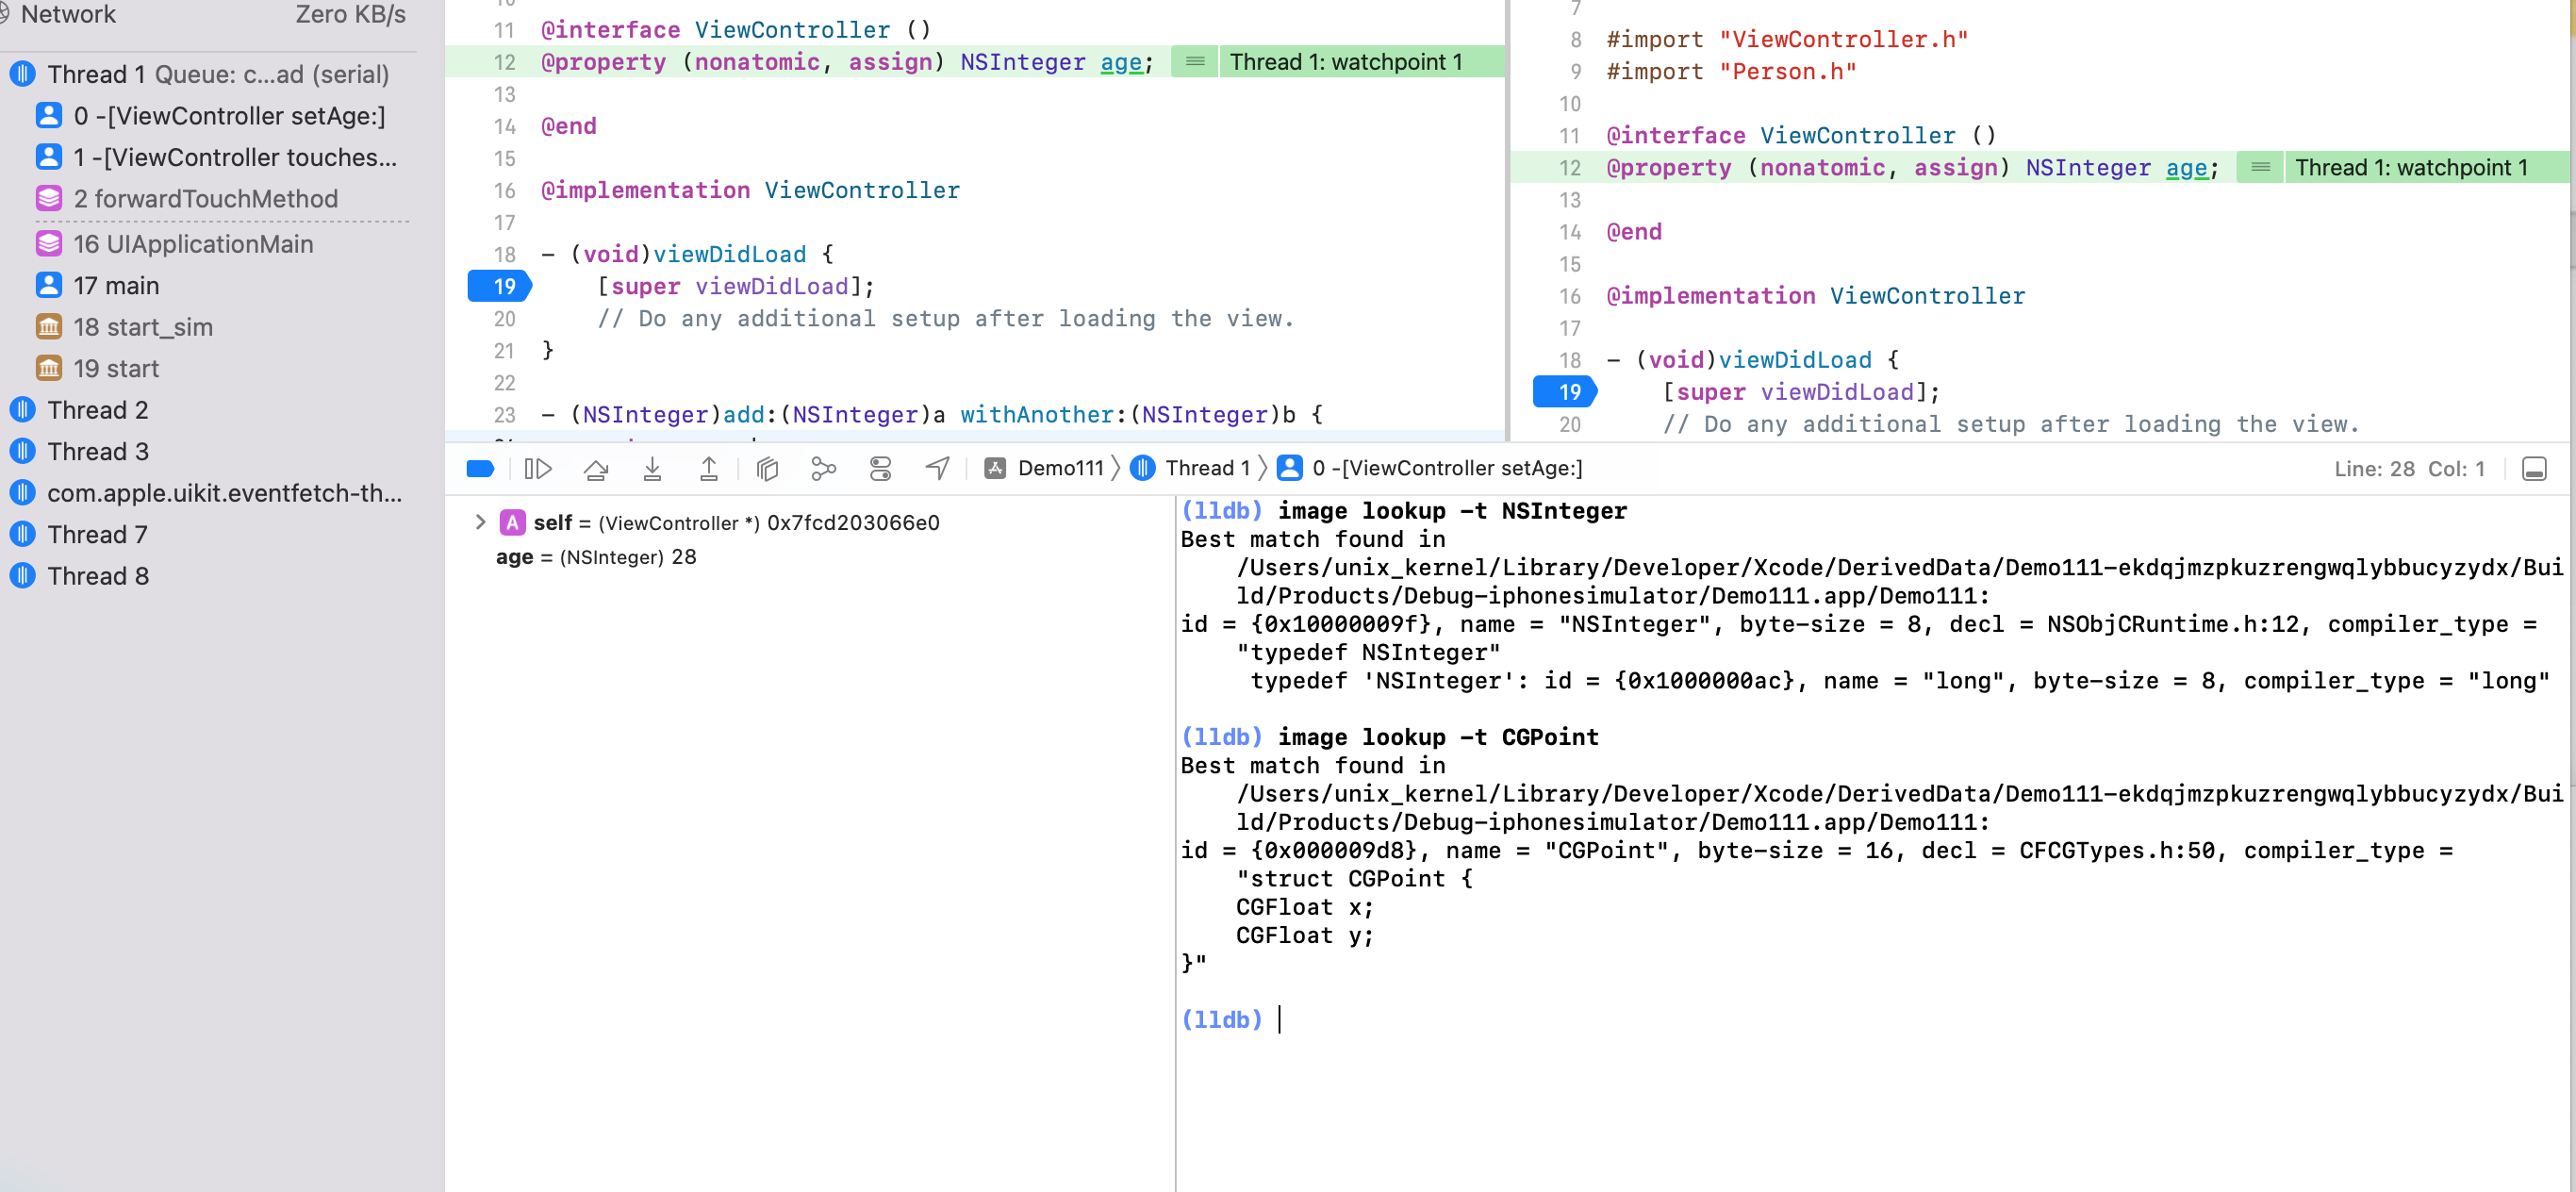 Network Zero KB/s
Thread 1 Queue: c...ad (serial)
0 -[ViewController setAge:]
1 -[ViewController touches...
2 forwardTouchMethod
16 UIApplicationMain
17 main
18 start_sim
19 start
Thread 2
Thread 3
com.apple.uikit.eventfetch-th...
Thread 7
Thread 8
10
11 @interface ViewController ()
12 @property (nonatomic, assign) NSInteger age; Thread 1: watchpoint 1
13
14 @end
15
16 @implementation ViewController
17
18 - (void)viewDidLoad {
19 [super viewDidLoad];
20 // Do any additional setup after loading the view.
21 }
22
23 - (NSInteger)add:(NSInteger)a withAnother:(NSInteger)b {
7
8 #import "ViewController.h"
9 #import "Person.h"
10
11 @interface ViewController ()
12 @property (nonatomic, assign) NSInteger age; Thread 1: watchpoint 1
13
14 @end
15
16 @implementation ViewController
17
18 - (void)viewDidLoad {
19 [super viewDidLoad];
20 // Do any additional setup after loading the view.
Demo111 Thread 1 0 -[ViewController setAge:] Line: 28 Col: 1
A self = (ViewController *) 0x7fcd203066e0
age = (NSInteger) 28
(lldb) image lookup -t NSInteger
Best match found in
/Users/unix_kernel/Library/Developer/Xcode/DerivedData/Demo111-ekdqjmzpkuzrengwqlybbucyzydx/Bui
ld/Products/Debug-iphonesimulator/Demo111.app/Demo111:
id = {0x10000009f}, name = "NSInteger", byte-size = 8, decl = NSObjCRuntime.h:12, compiler_type =
"typedef NSInteger"
typedef 'NSInteger': id = {0x1000000ac}, name = "long", byte-size = 8, compiler_type = "long"
(lldb) image lookup -t CGPoint
Best match found in
/Users/unix_kernel/Library/Developer/Xcode/DerivedData/Demo111-ekdqjmzpkuzrengwqlybbucyzydx/Bui
ld/Products/Debug-iphonesimulator/Demo111.app/Demo111:
id = {0x000009d8}, name = "CGPoint", byte-size = 16, decl = CFCGTypes.h:50, compiler_type =
"struct CGPoint {
CGFloat x;
CGFloat y;
}"
(lldb)